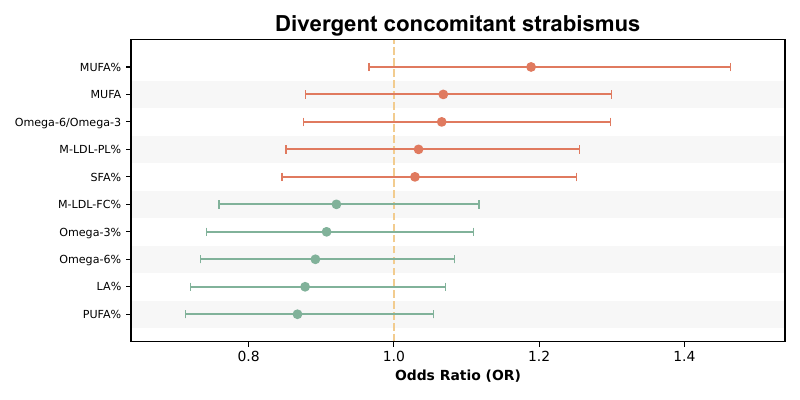 Divergent concomitant strabismus
MUFA%
MUFA
Omega-6/Omega-3
M-LDL-PL%
SFA%
M-LDL-FC%
Omega-3%
Omega-6%
LA%
PUFA%
0.8 1.0 1.2 1.4
Odds Ratio (OR)